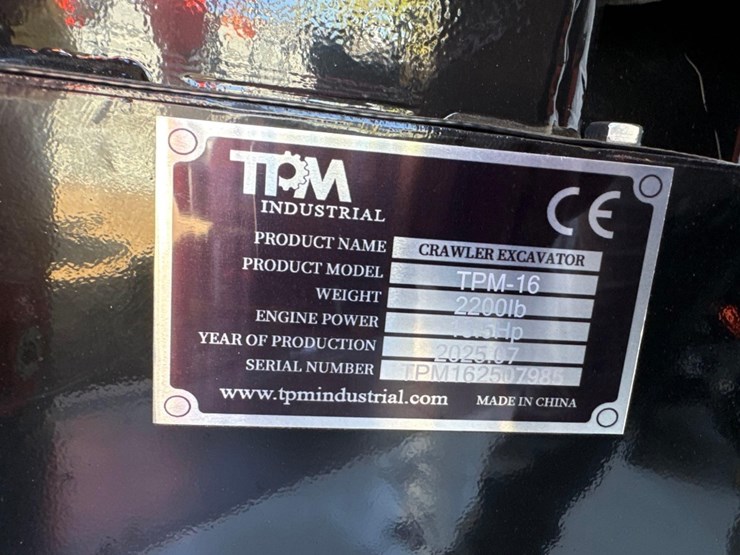 TPM
INDUSTRIAL
CE
PRODUCT NAME CRAWLER EXCAVATOR
PRODUCT MODEL TPM-16
WEIGHT 2200lb
ENGINE POWER
YEAR OF PRODUCTION 2025.07
SERIAL NUMBER TPM162507985
www.tpmindustrial.com MADE IN CHINA